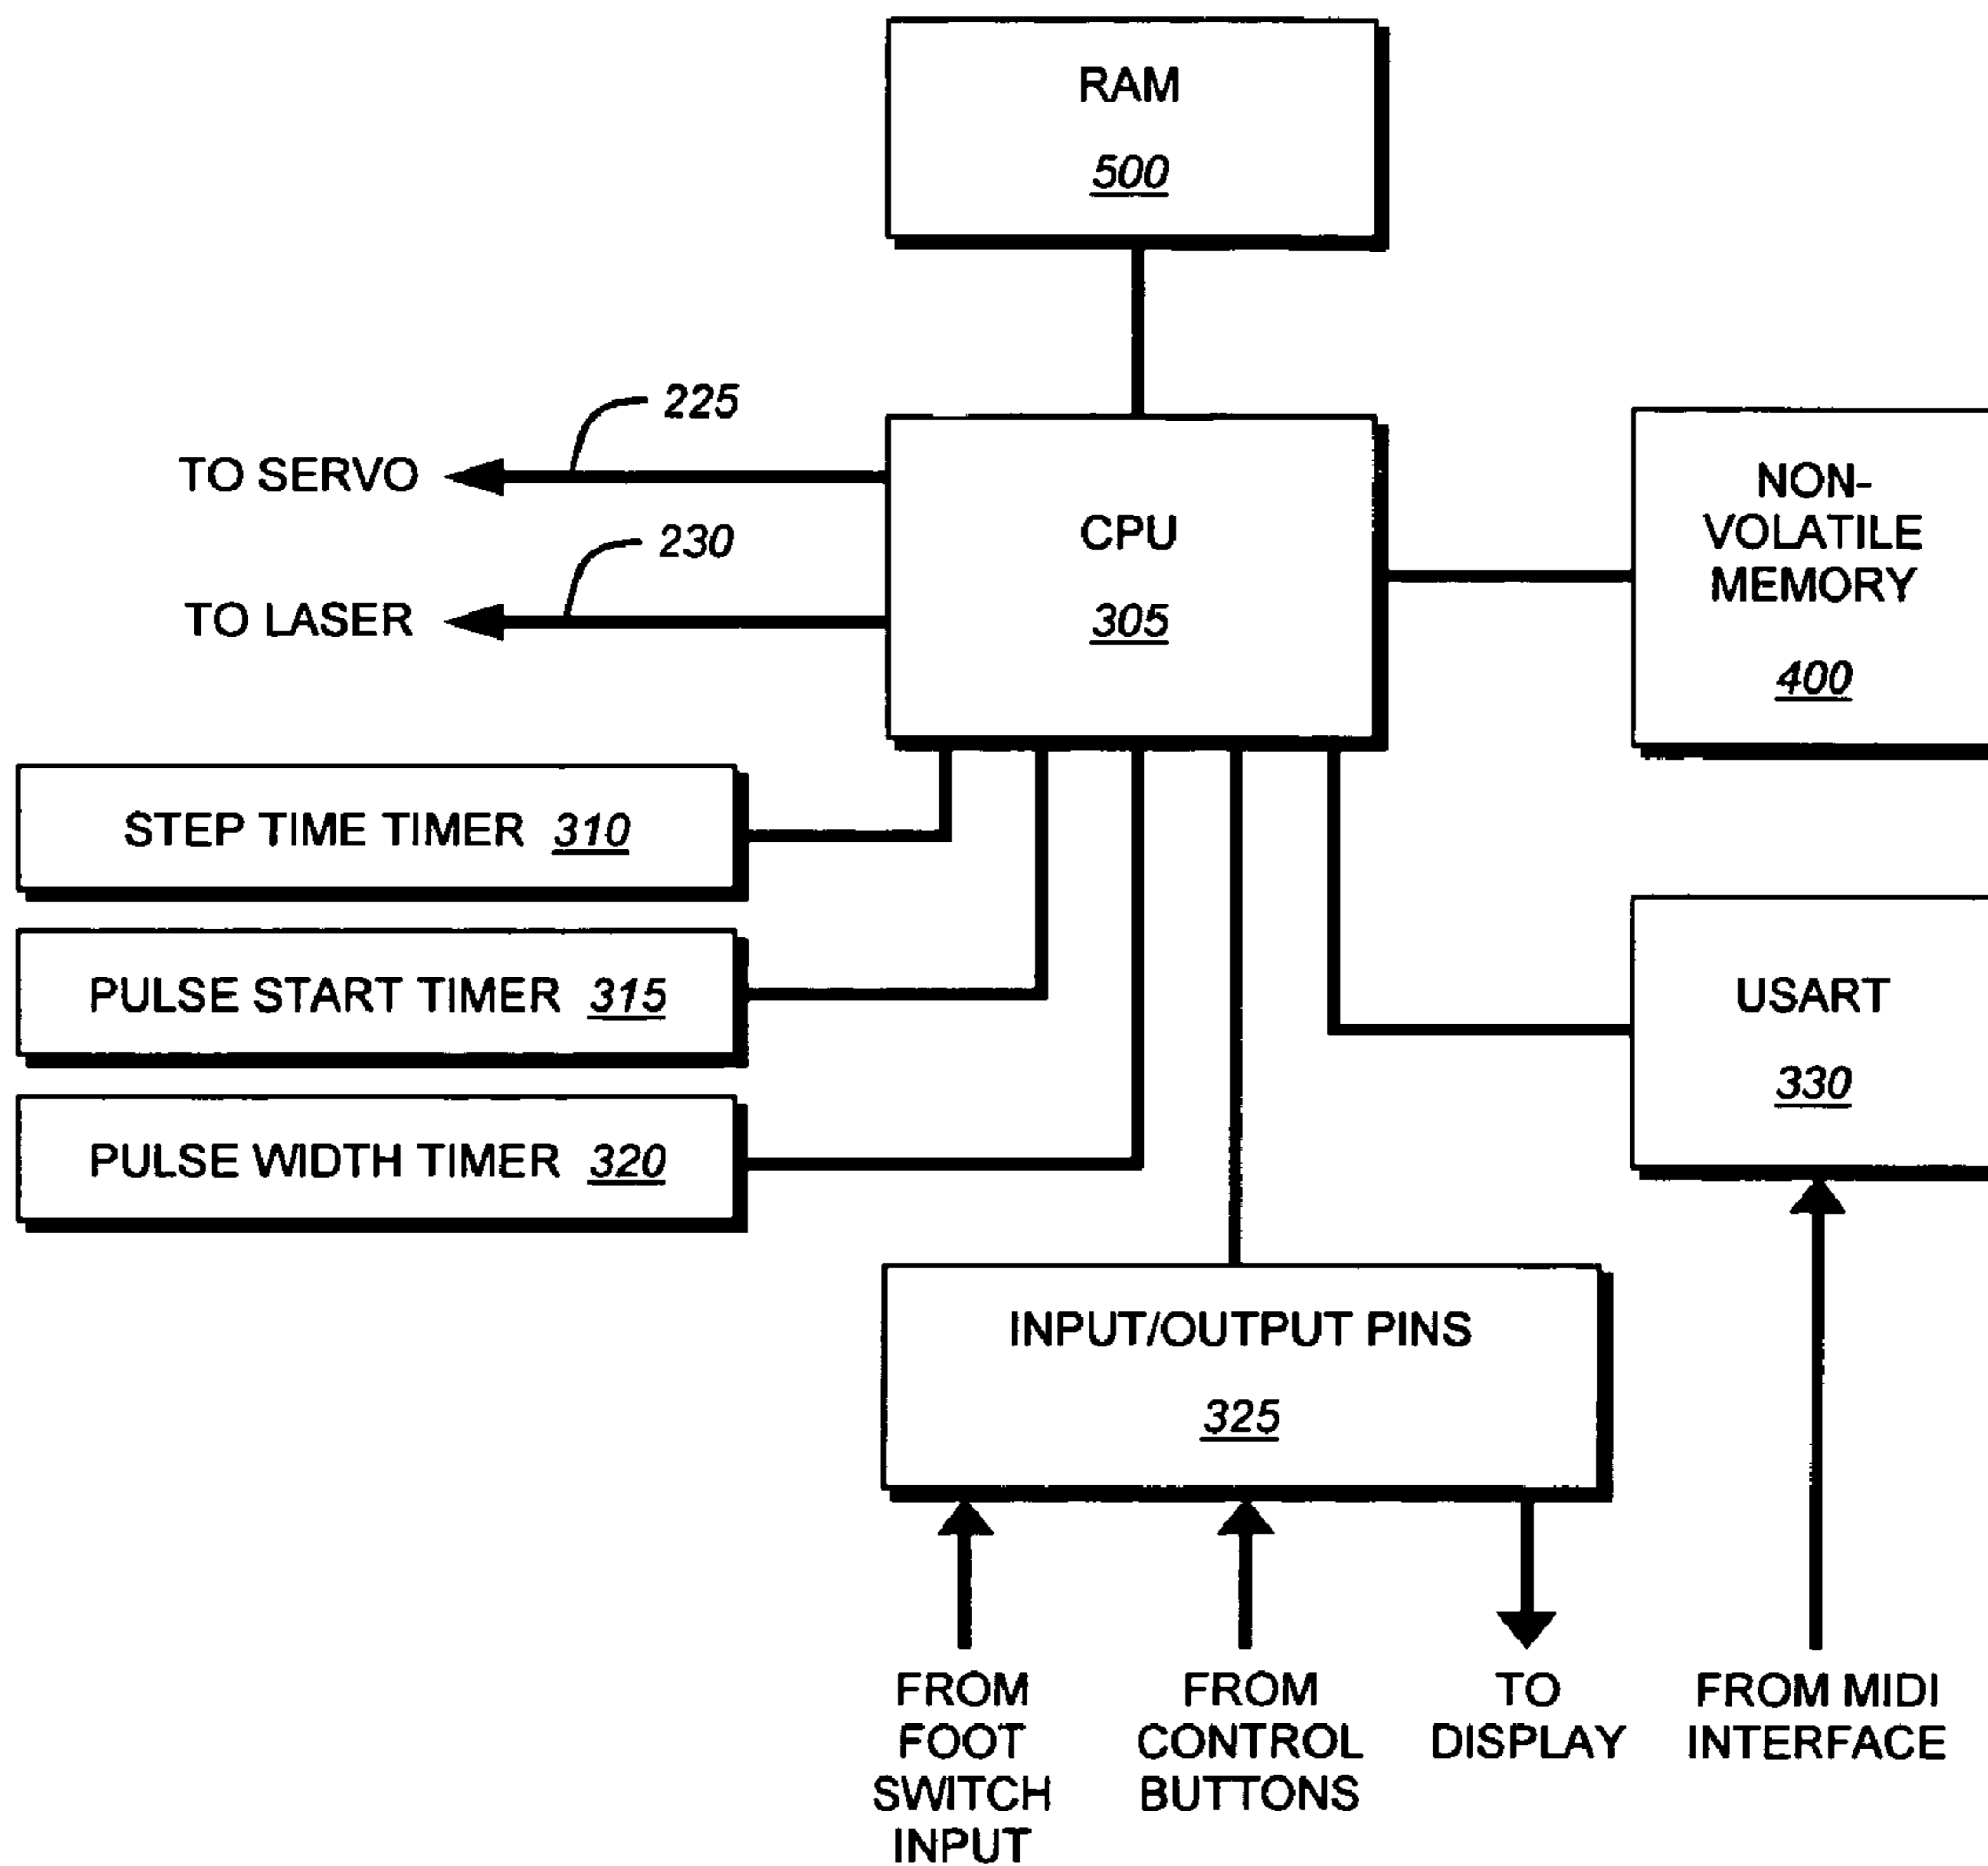 RAM
500
225
TO SERVO
230
TO LASER
CPU
305
NON-
VOLATILE
MEMORY
400
STEP TIME TIMER 310
PULSE START TIMER 315
PULSE WIDTH TIMER 320
USART
330
INPUT/OUTPUT PINS
325
FROM
FOOT
SWITCH
INPUT
FROM
CONTROL
BUTTONS
TO
DISPLAY
FROM MIDI
INTERFACE